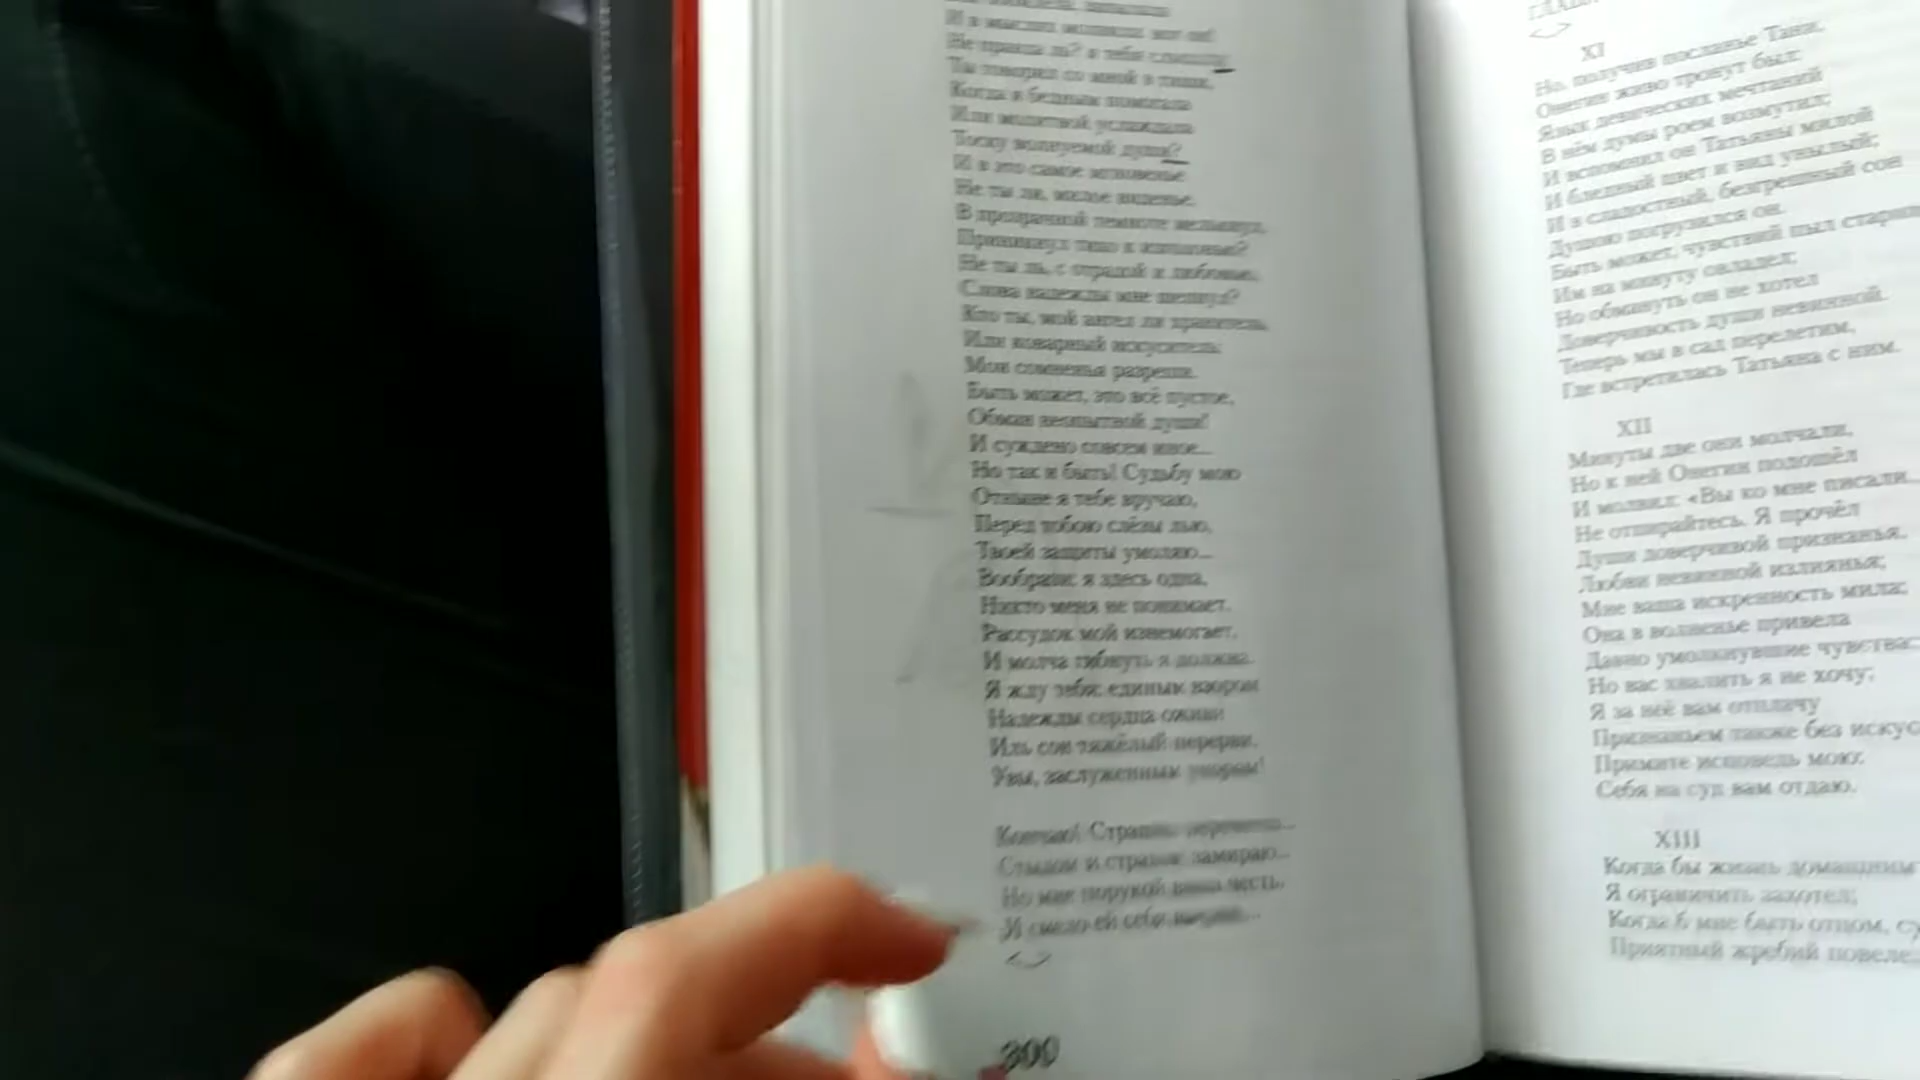 И в мыслях молвила: вот он!
Не правда ль? я тебя слыхала:
Ты говорил со мной в тиши,
Когда я бедным помогала
Или молитвой услаждала
Тоску волнуемой души?
И в это самое мгновенье
Не ты ли, милое виденье,
В прозрачной темноте мелькнул,
Приникнул тихо к изголовью?
Не ты ль, с отрадой и любовью,
Слова надежды мне шепнул?
Кто ты, мой ангел ли хранитель,
Или коварный искуситель:
Мои сомненья разреши.
Быть может, это всё пустое,
Обман неопытной души!
И суждено совсем иное...
Но так и быть! Судьбу мою
Отныне я тебе вручаю,
Перед тобою слёзы лью,
Твоей защиты умоляю...
Вообрази: я здесь одна,
Никто меня не понимает,
Рассудок мой изнемогает,
И молча гибнуть я должна.
Я жду тебя: единым взором
Надежды сердца оживи
Иль сон тяжёлый перерви,
Увы, заслуженным укором!
Кончаю! Страшно перечесть...
Стыдом и страхом замираю...
Но мне порукой ваша честь,
И смело ей себя вверяю...
300
XI
Но, получив посланье Тани,
Онегин живо тронут был:
Язык девических мечтаний
В нём думы роем возмутил;
И вспомнил он Татьяны милой
И бледный цвет и вид унылый;
И в сладостный, безгрешный сон
Душою погрузился он.
Быть может, чувствий пыл старин
Им на минуту овладел;
Но обмануть он не хотел
Доверчивость души невинной.
Теперь мы в сад перелетим,
Где встретилась Татьяна с ним.
XII
Минуты две они молчали,
Но к ней Онегин подошёл
И молвил: «Вы ко мне писали,
Не отпирайтесь. Я прочёл
Души доверчивой признанья,
Любви невинной излиянья;
Мне ваша искренность мила;
Она в волненье привела
Давно умолкнувшие чувства;
Но вас хвалить я не хочу;
Я за неё вам отплачу
Признаньем также без искус
Примите исповедь мою:
Себя на суд вам отдаю.
XIII
Когда бы жизнь домашним
Я ограничить захотел;
Когда б мне быть отцом, су
Приятный жребий повеле